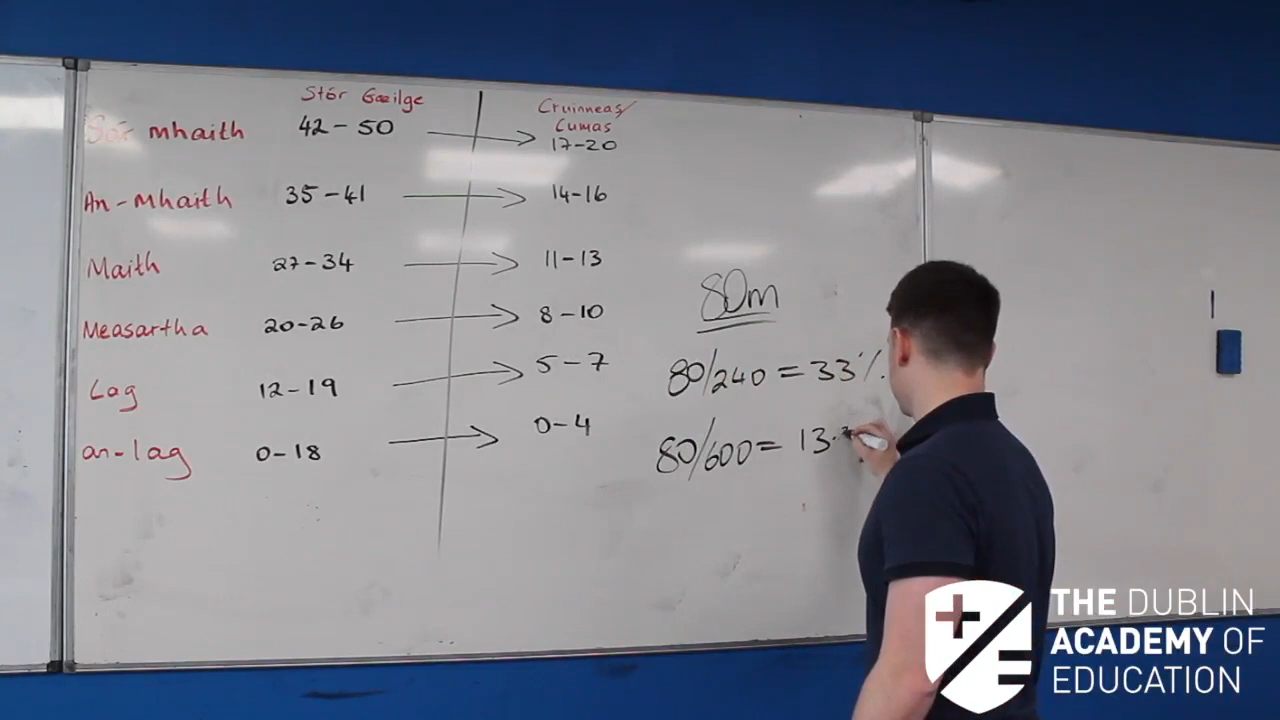 Stór Gaeilge
Cruinneas/
Cumas
Sár mhaith 42-50 17-20
An-mhaith 35-41 14-16
Maith 27-34 11-13
Measartha 20-26 8-10
Lag 12-19 5-7
an-lag 0-18 0-4
80m
80/240 = 33%
80/600 = 13.
THE DUBLIN
ACADEMY OF
EDUCATION